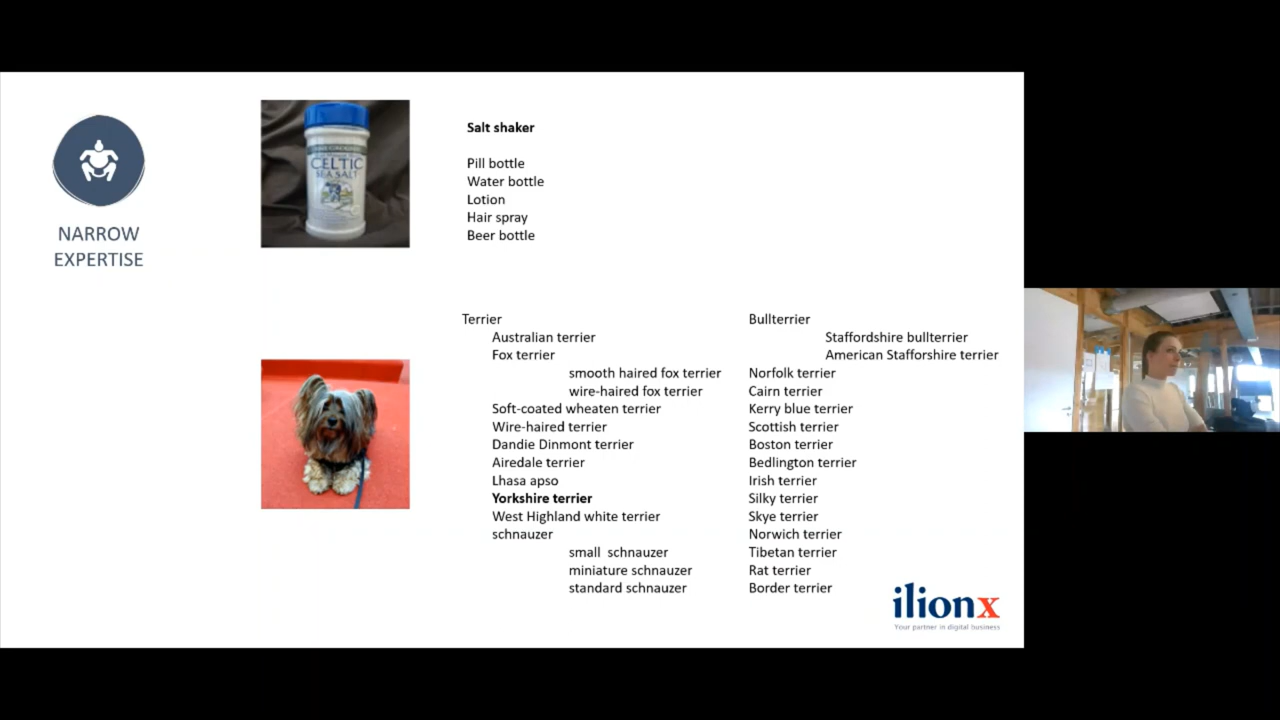 NARROW
EXPERTISE
CELTIC
SEA SALT
Salt shaker
Pill bottle
Water bottle
Lotion
Hair spray
Beer bottle
Terrier
Australian terrier
Fox terrier
smooth haired fox terrier
wire-haired fox terrier
Soft-coated wheaten terrier
Wire-haired terrier
Dandie Dinmont terrier
Airedale terrier
Lhasa apso
Yorkshire terrier
West Highland white terrier
schnauzer
small schnauzer
miniature schnauzer
standard schnauzer
Bullterrier
Staffordshire bullterrier
American Stafforshire terrier
Norfolk terrier
Cairn terrier
Kerry blue terrier
Scottish terrier
Boston terrier
Bedlington terrier
Irish terrier
Silky terrier
Skye terrier
Norwich terrier
Tibetan terrier
Rat terrier
Border terrier
ilionx
Your partner in digital business